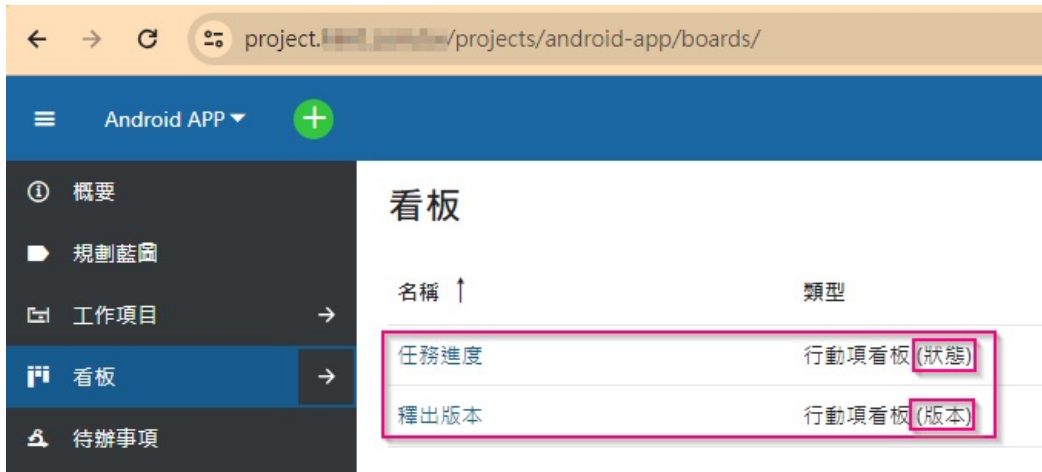 project. /projects/android-app/boards/
Android APP
概要
規劃藍圖
工作項目
看板
待辦事項
看板
名稱 ↑
類型
任務進度
行動項看板 (狀態)
釋出版本
行動項看板 (版本)